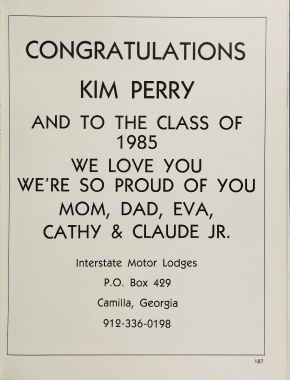 CONGRATULATIONS
KIM PERRY
AND TO THE CLASS OF
1985
WE LOVE YOU
WE'RE SO PROUD OF YOU
MOM, DAD, EVA,
CATHY & CLAUDE JR.
Interstate Motor Lodges
P.O. Box 429
Camilla, Georgia
912-336-0198
187